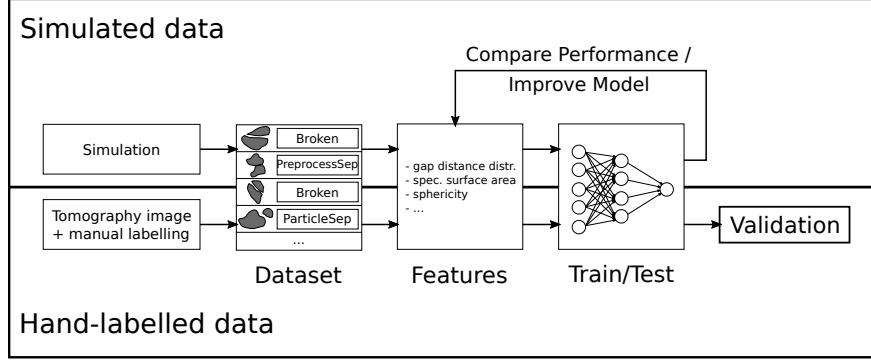 Simulated data
Compare Performance /
Improve Model
Simulation
Broken
PreprocessSep
Broken
ParticleSep
...
- gap distance distr.
- spec. surface area
- sphericity
- ...
Tomography image
+ manual labelling
Validation
Dataset
Features
Train/Test
Hand-labelled data